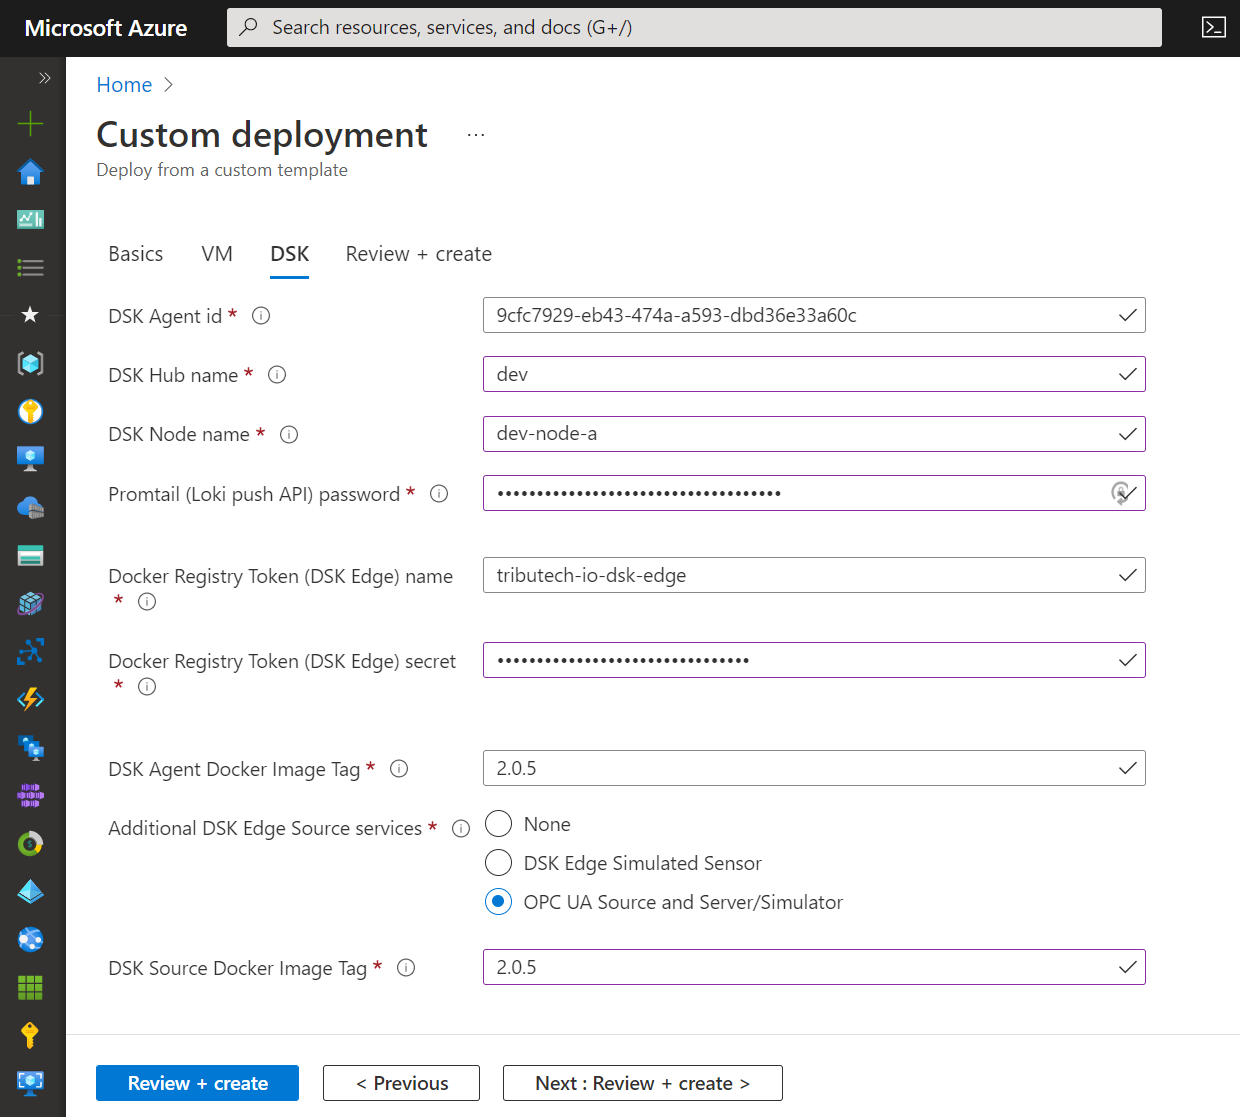 Microsoft Azure
Search resources, services, and docs (G+/)
Home
Custom deployment ...
Deploy from a custom template
Basics VM DSK Review + create
DSK Agent id * 9cfc7929-eb43-474a-a593-dbd36e33a60c
DSK Hub name * dev
DSK Node name * dev-node-a
Promtail (Loki push API) password * ••••••••••••••••••••••••••••••••••••
Docker Registry Token (DSK Edge) name tributech-io-dsk-edge
*
Docker Registry Token (DSK Edge) secret ••••••••••••••••••••••••••••••••
*
DSK Agent Docker Image Tag * 2.0.5
Additional DSK Edge Source services * None
DSK Edge Simulated Sensor
OPC UA Source and Server/Simulator
DSK Source Docker Image Tag * 2.0.5
Review + create < Previous Next : Review + create >